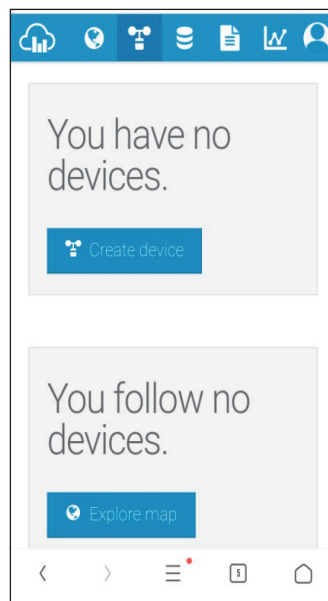 You have no
devices.
Create device
You follow no
devices.
Explore map
5